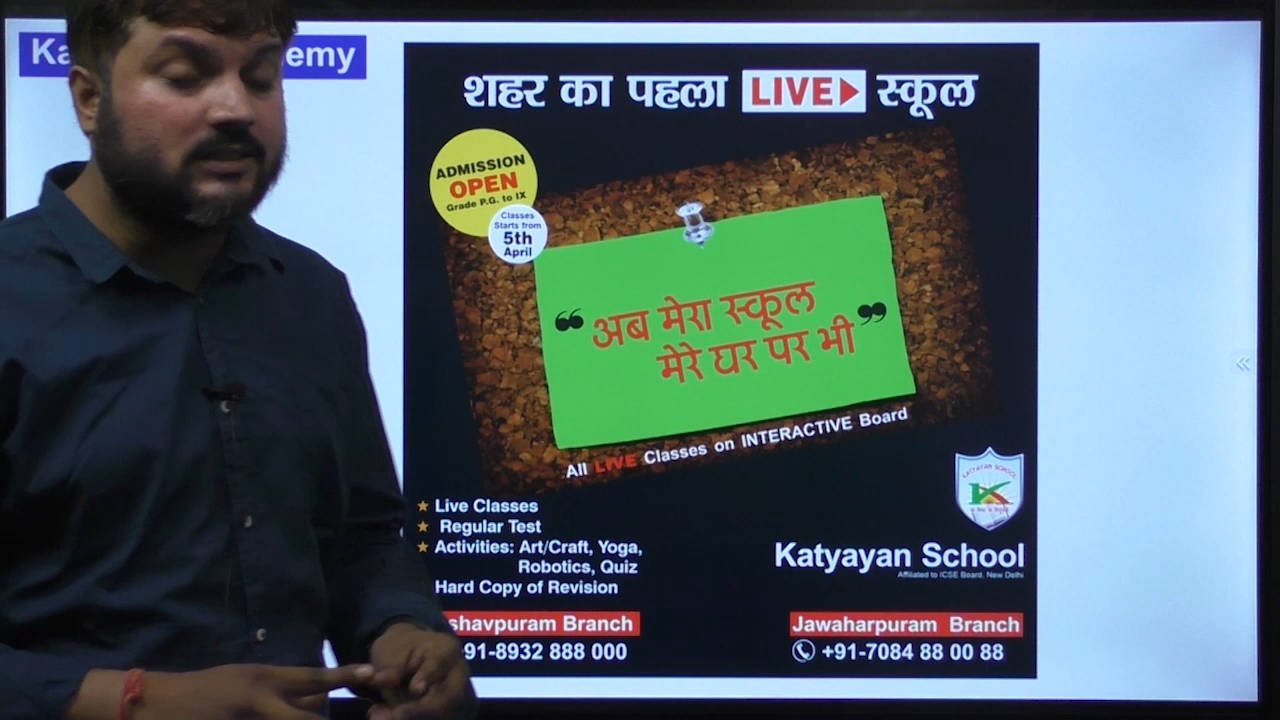 शहर का पहला LIVE स्कूल
ADMISSION
OPEN
Grade P.G. to IX
Classes
Starts from
5th
April
“अब मेरा स्कूल
मेरे घर पर भी”
All LIVE Classes on INTERACTIVE Board
Live Classes
Regular Test
Activities: Art/Craft, Yoga,
Robotics, Quiz
Hard Copy of Revision
KATYAYAN SCHOOL
Katyayan School
Affiliated to ICSE Board, New Delhi
Branch
91-8932 888 000
Jawaharpuram Branch
+91-7084 88 00 88